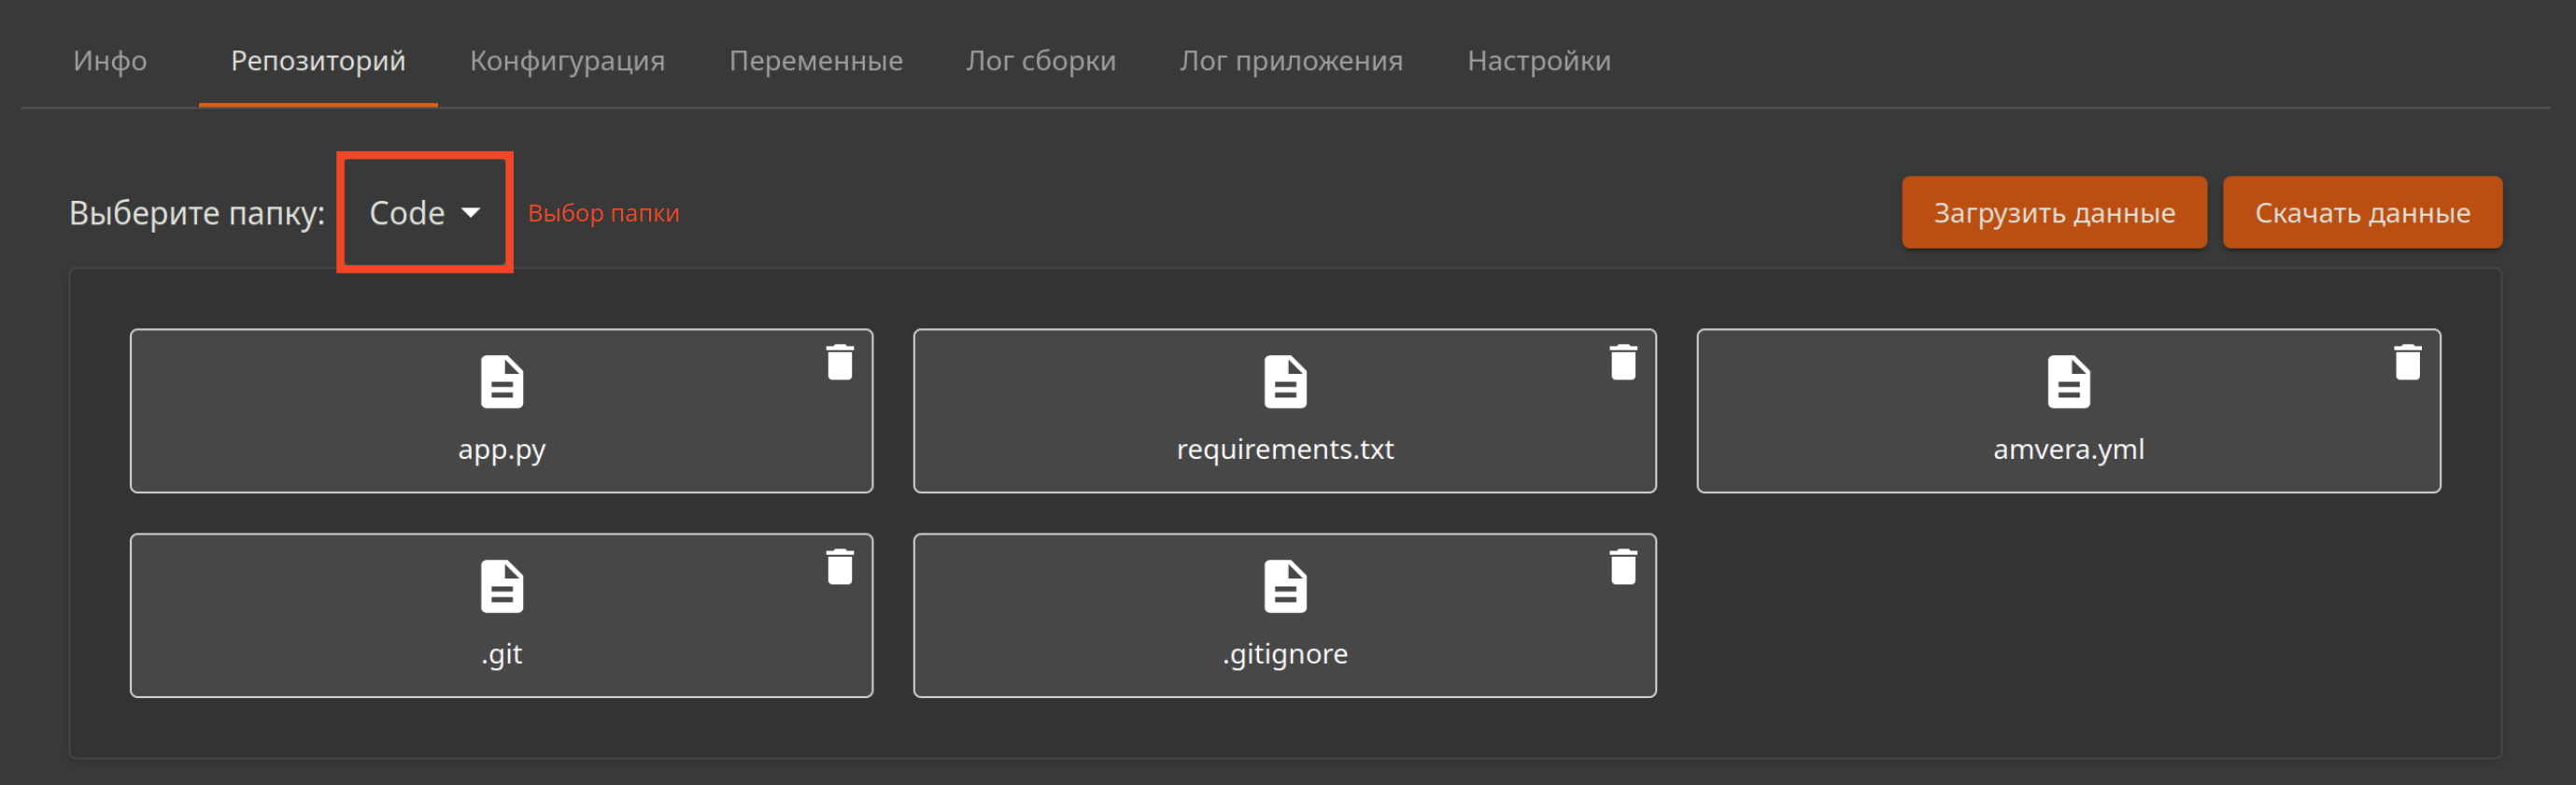 Инфо Репозиторий Конфигурация Переменные Лог сборки Лог приложения Настройки
Выберите папку: Code Выбор папки Загрузить данные Скачать данные
app.py requirements.txt amvera.yml
.git .gitignore